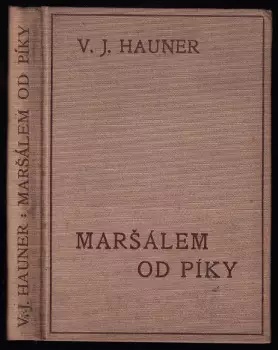 V. J. HAUNER : MARŠÁLEM OD PÍKY
V. J. HAUNER
MARŠÁLEM
OD PÍKY